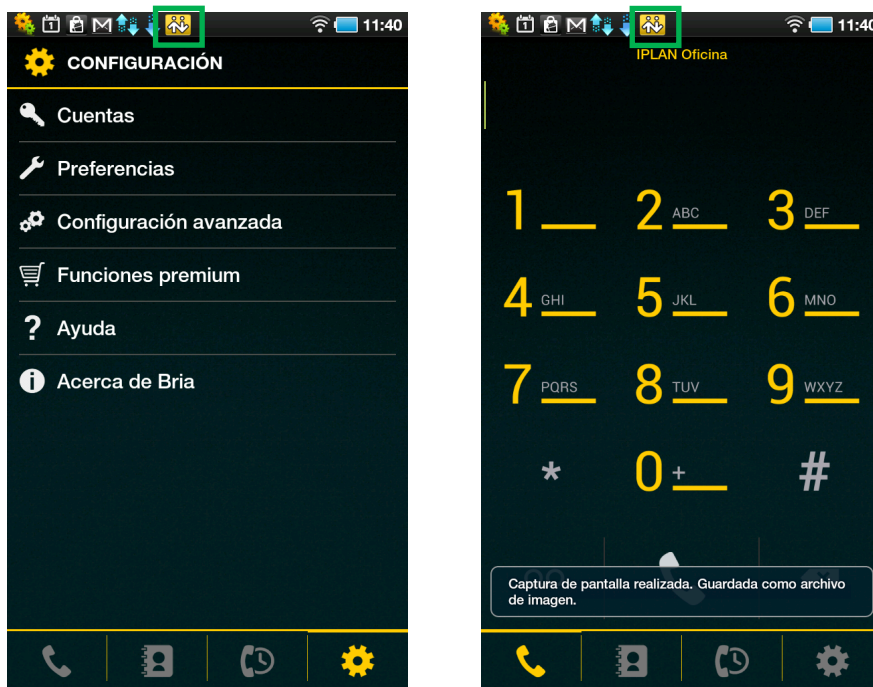 11:40
CONFIGURACIÓN
Cuentas
Preferencias
Configuración avanzada
Funciones premium
Ayuda
Acerca de Bria
11:40
IPLAN Oficina
1
2 ABC
3 DEF
4 GHI
5 JKL
6 MNO
7 PQRS
8 TUV
9 WXYZ
*
0 +
#
Captura de pantalla realizada. Guardada como archivo
de imagen.